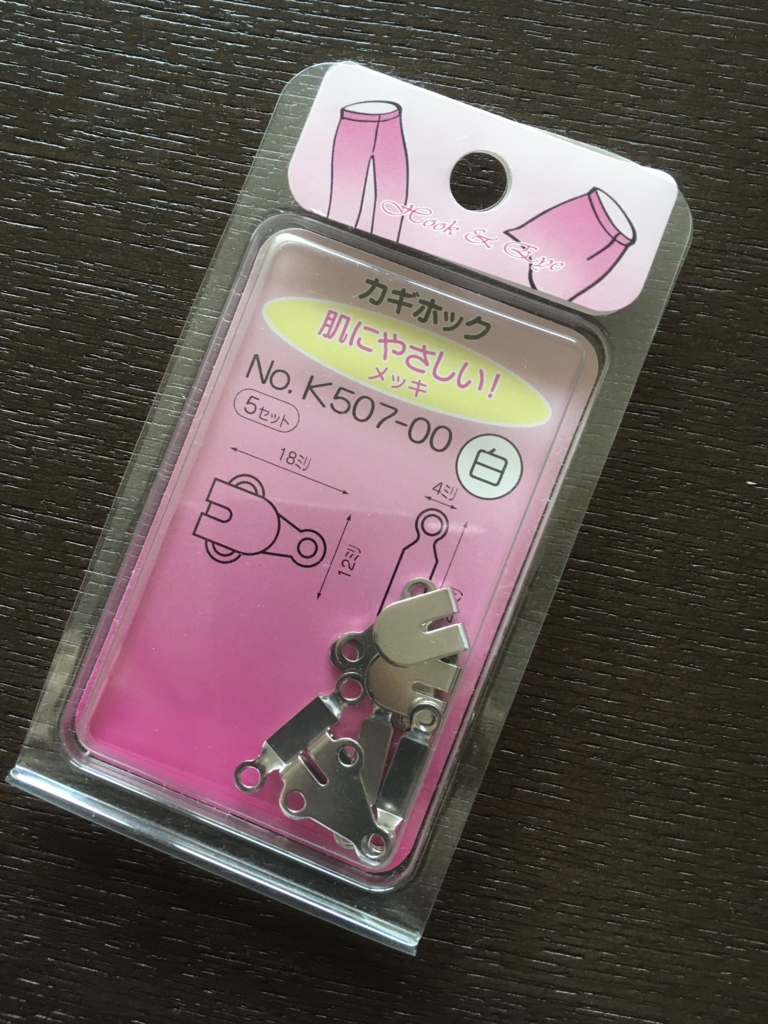 Hook & Eye
カギホック
肌にやさしい!
メッキ
No. K507-00
5セット
白
18ミリ
4ミリ
12ミリ